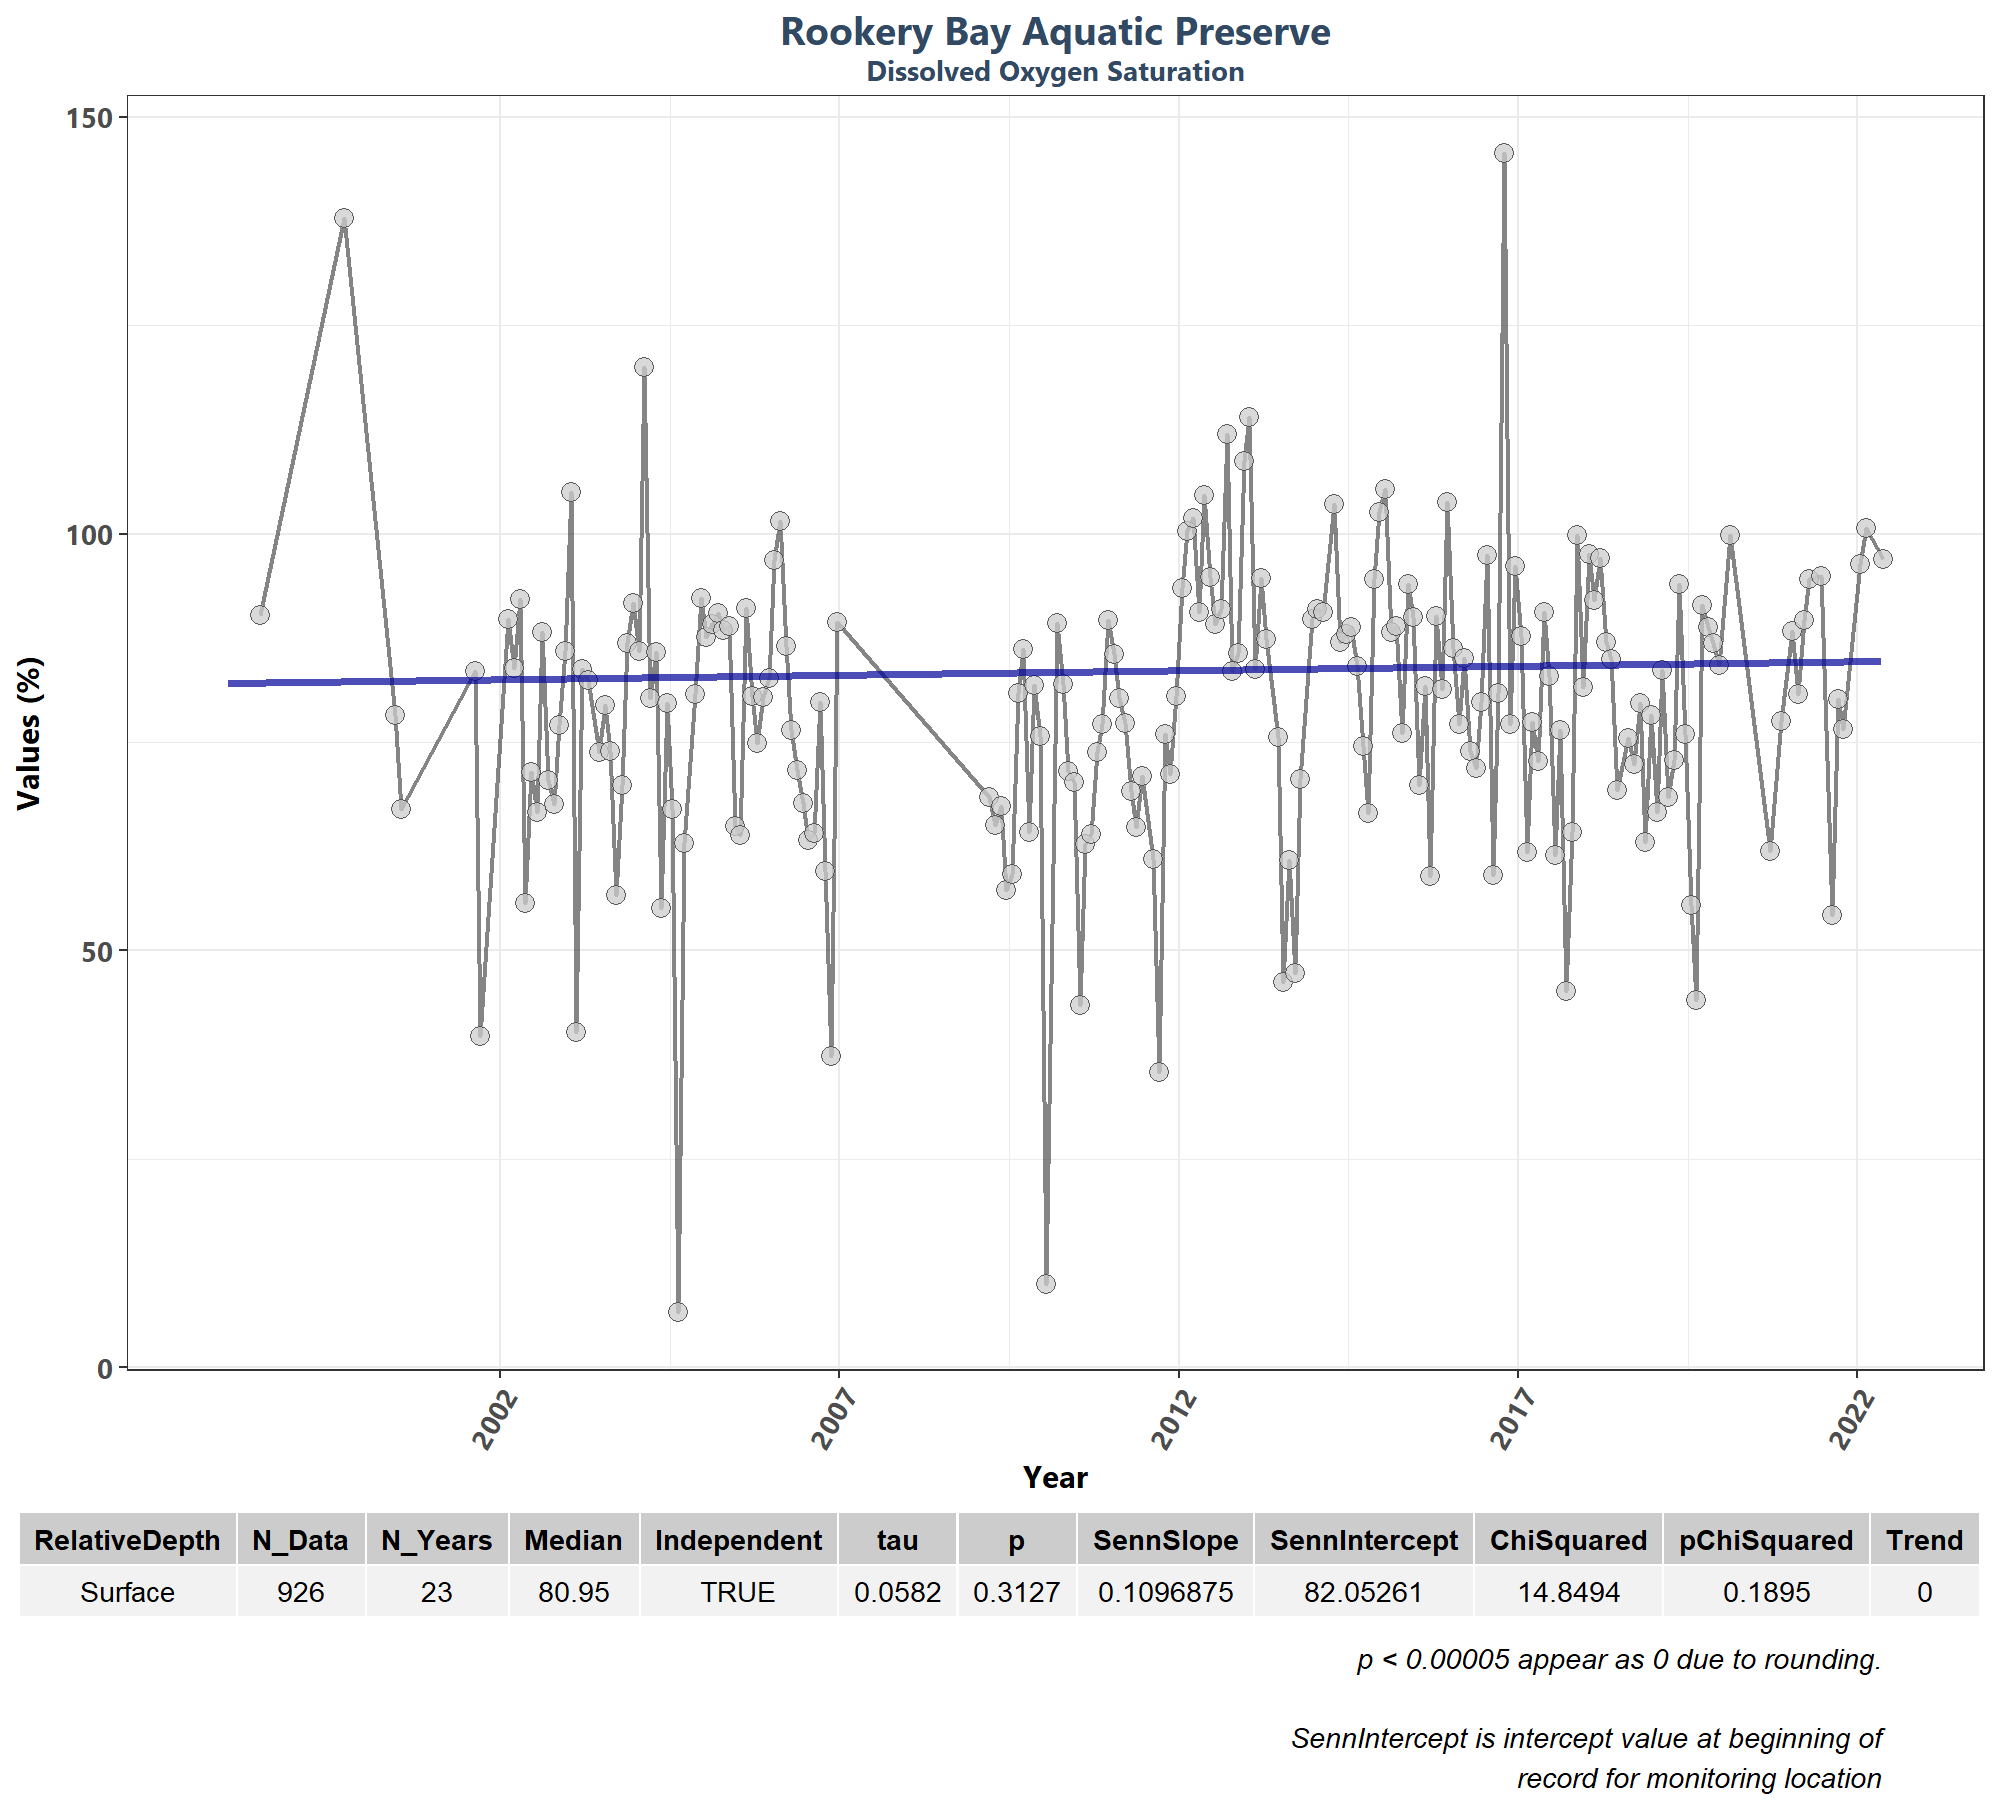 Rookery Bay Aquatic Preserve
Dissolved Oxygen Saturation
150
100
50
0
Values (%)
2002
2007
2012
2017
2022
Year
RelativeDepth N_Data N_Years Median Independent tau p SennSlope SennIntercept ChiSquared pChiSquared Trend
Surface 926 23 80.95 TRUE 0.0582 0.3127 0.1096875 82.05261 14.8494 0.1895 0
p < 0.00005 appear as 0 due to rounding.
SennIntercept is intercept value at beginning of
record for monitoring location